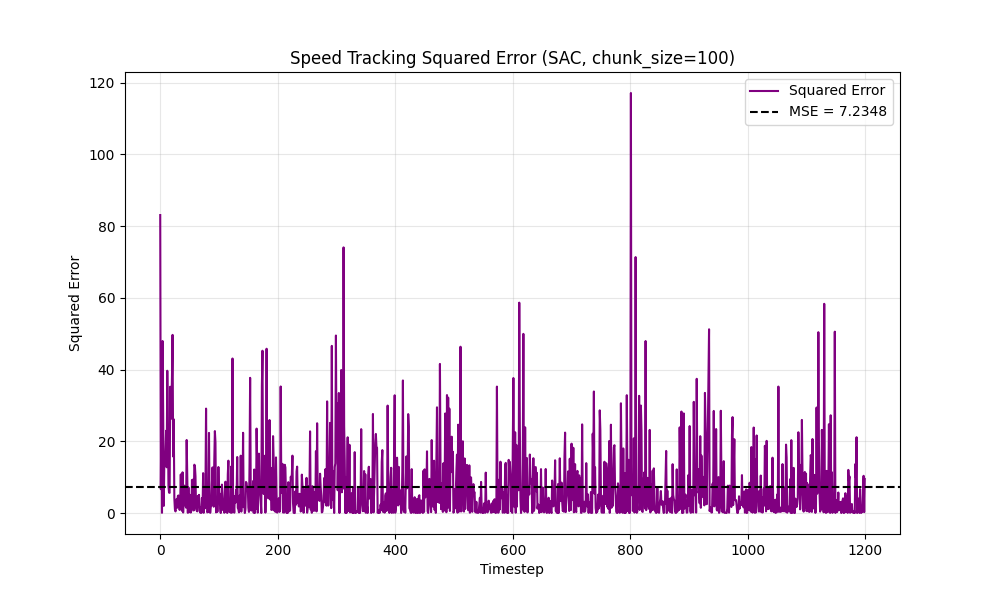 Speed Tracking Squared Error (SAC, chunk_size=100)
Squared Error
MSE = 7.2348
120
100
80
60
40
20
0
Squared Error
0 200 400 600 800 1000 1200
Timestep